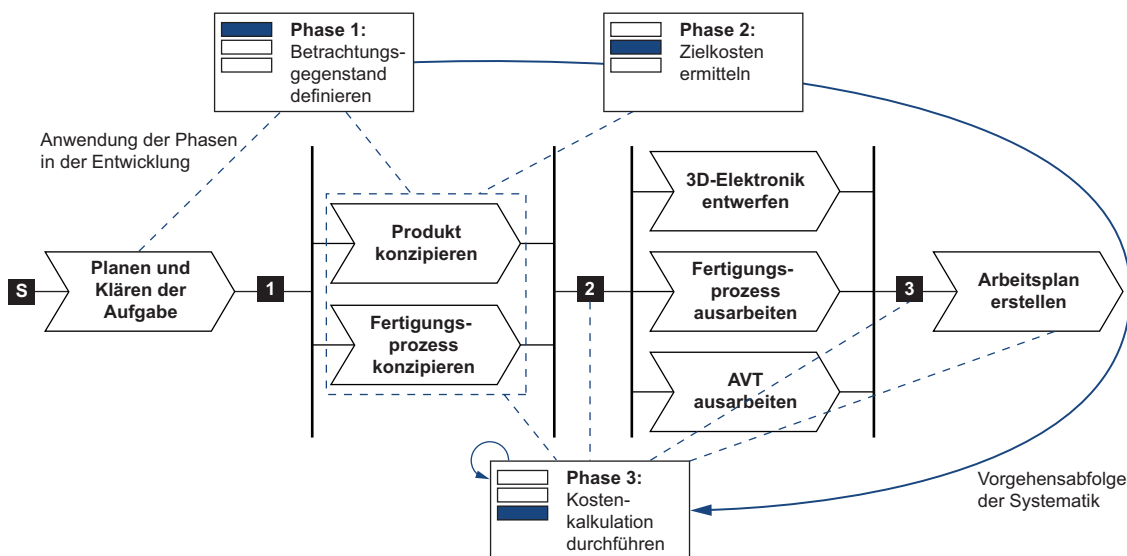 Phase 1:
Betrachtungs-
gegenstand
definieren
Phase 2:
Zielkosten
ermitteln
Anwendung der Phasen
in der Entwicklung
S
Planen und
Klären der
Aufgabe
1
Produkt
konzipieren
Fertigungs-
prozess
konzipieren
2
3D-Elektronik
entwerfen
Fertigungs-
prozess
ausarbeiten
AVT
ausarbeiten
3
Arbeitsplan
erstellen
Phase 3:
Kosten-
kalkulation
durchführen
Vorgehensabfolge
der Systematik